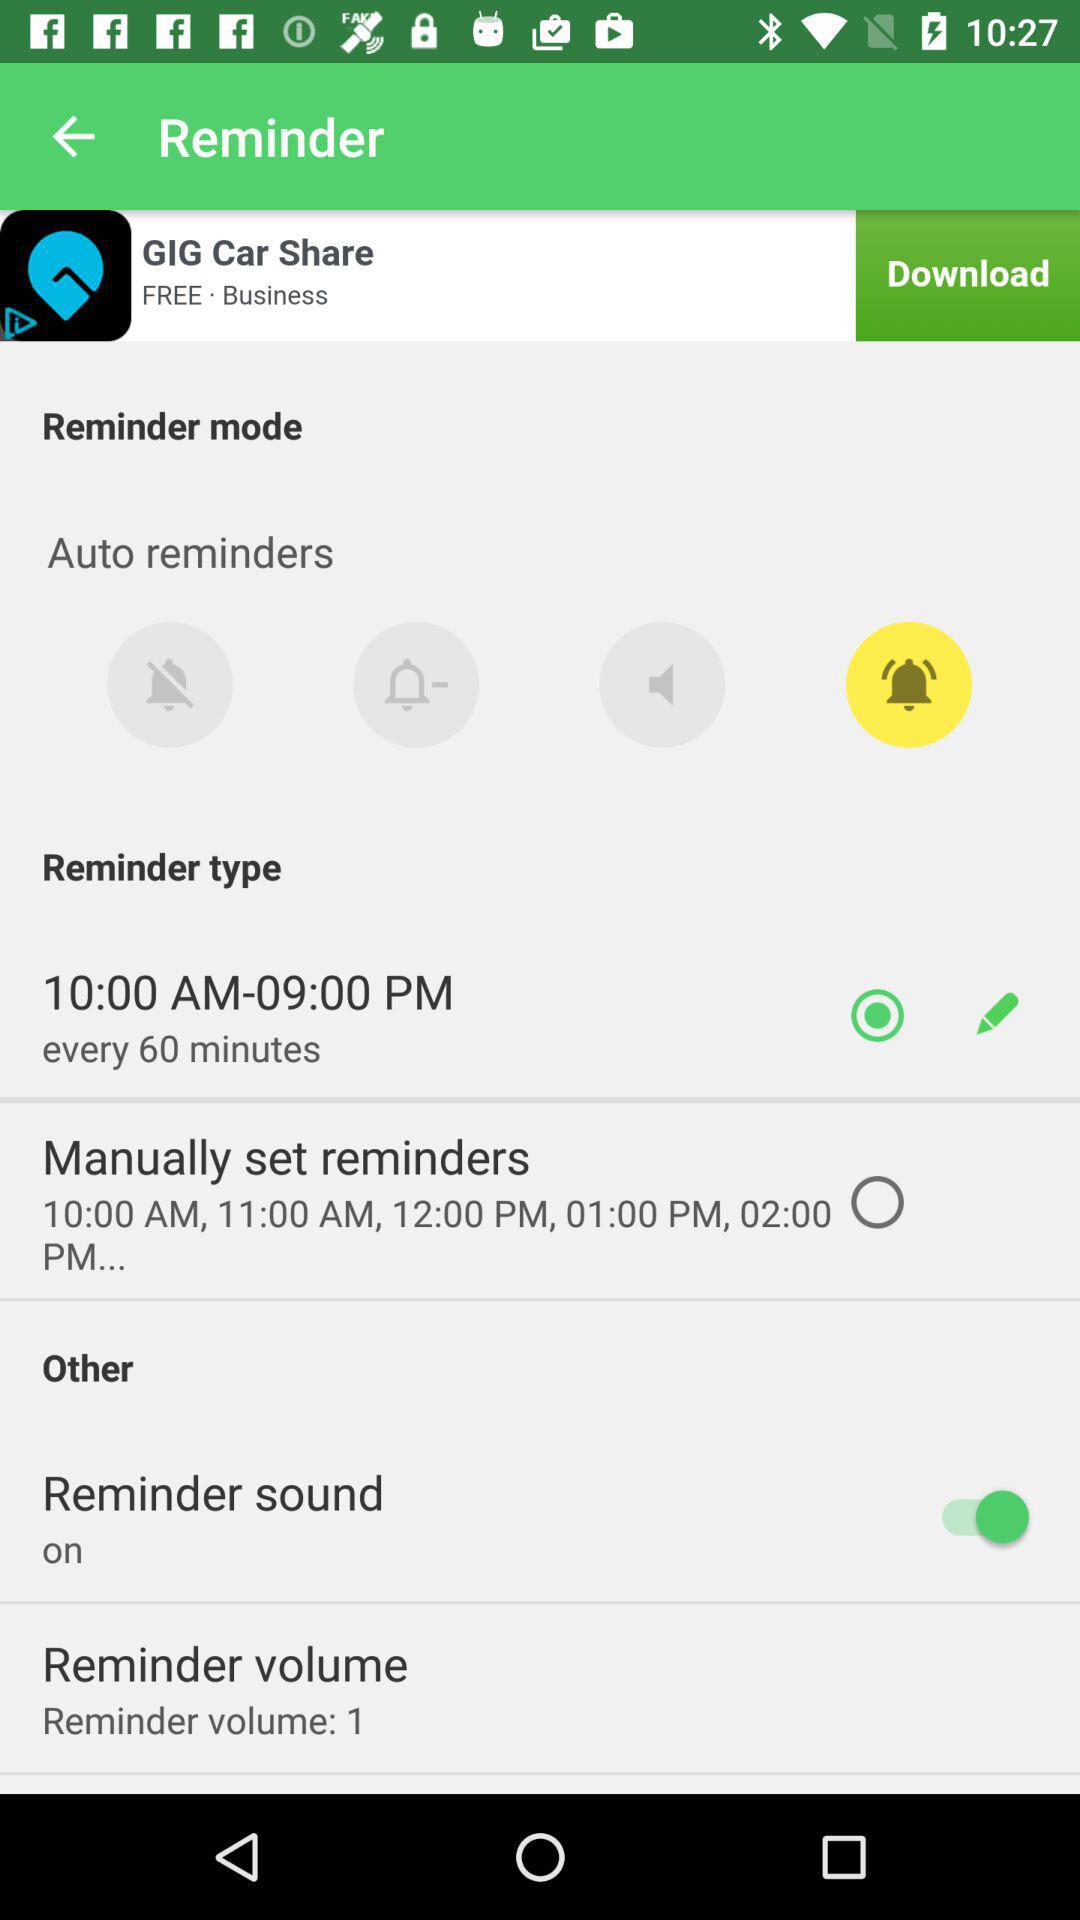 FAKE
10:27
Reminder
GIG Car Share
FREE · Business
Download
Reminder mode
Auto reminders
Reminder type
10:00 AM-09:00 PM
every 60 minutes
Manually set reminders
10:00 AM, 11:00 AM, 12:00 PM, 01:00 PM, 02:00
PM...
Other
Reminder sound
on
Reminder volume
Reminder volume: 1